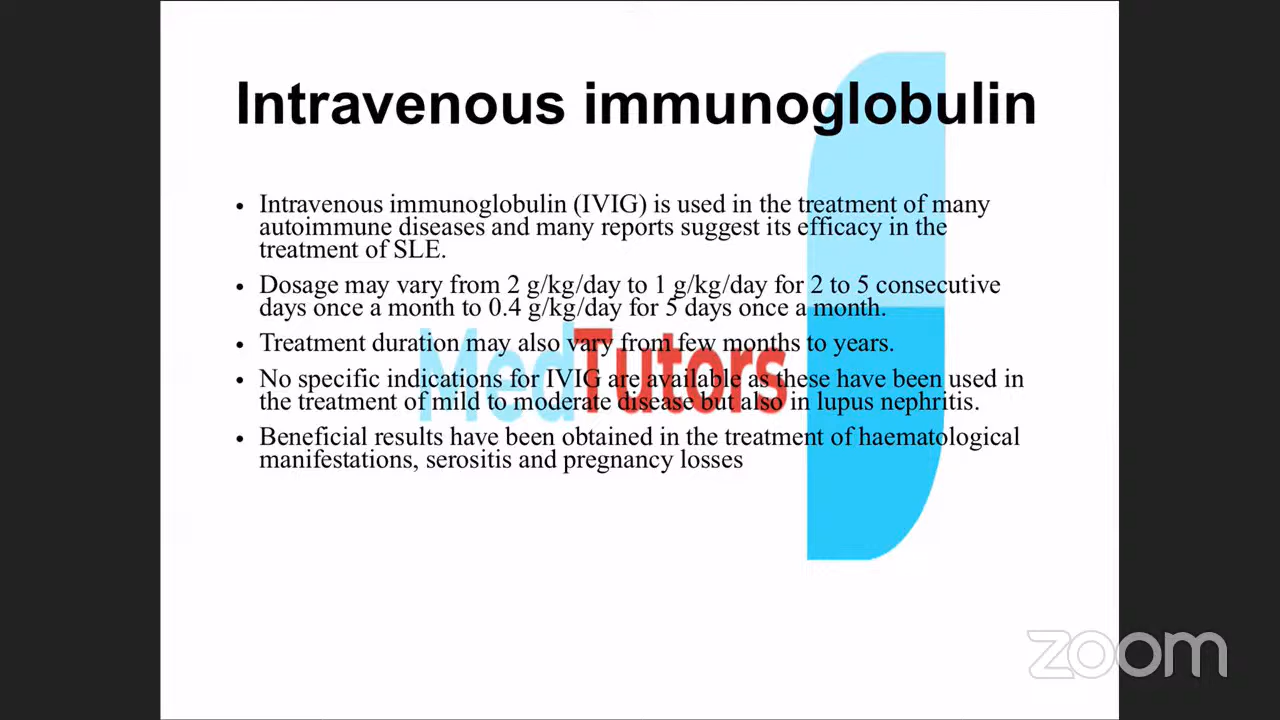 Intravenous immunoglobulin
• Intravenous immunoglobulin (IVIG) is used in the treatment of many
autoimmune diseases and many reports suggest its efficacy in the
treatment of SLE.
• Dosage may vary from 2 g/kg/day to 1 g/kg/day for 2 to 5 consecutive
days once a month to 0.4 g/kg/day for 5 days once a month.
• Treatment duration may also vary from few months to years.
• No specific indications for IVIG are available as these have been used in
the treatment of mild to moderate disease but also in lupus nephritis.
• Beneficial results have been obtained in the treatment of haematological
manifestations, serositis and pregnancy losses
MedTutors
zoom